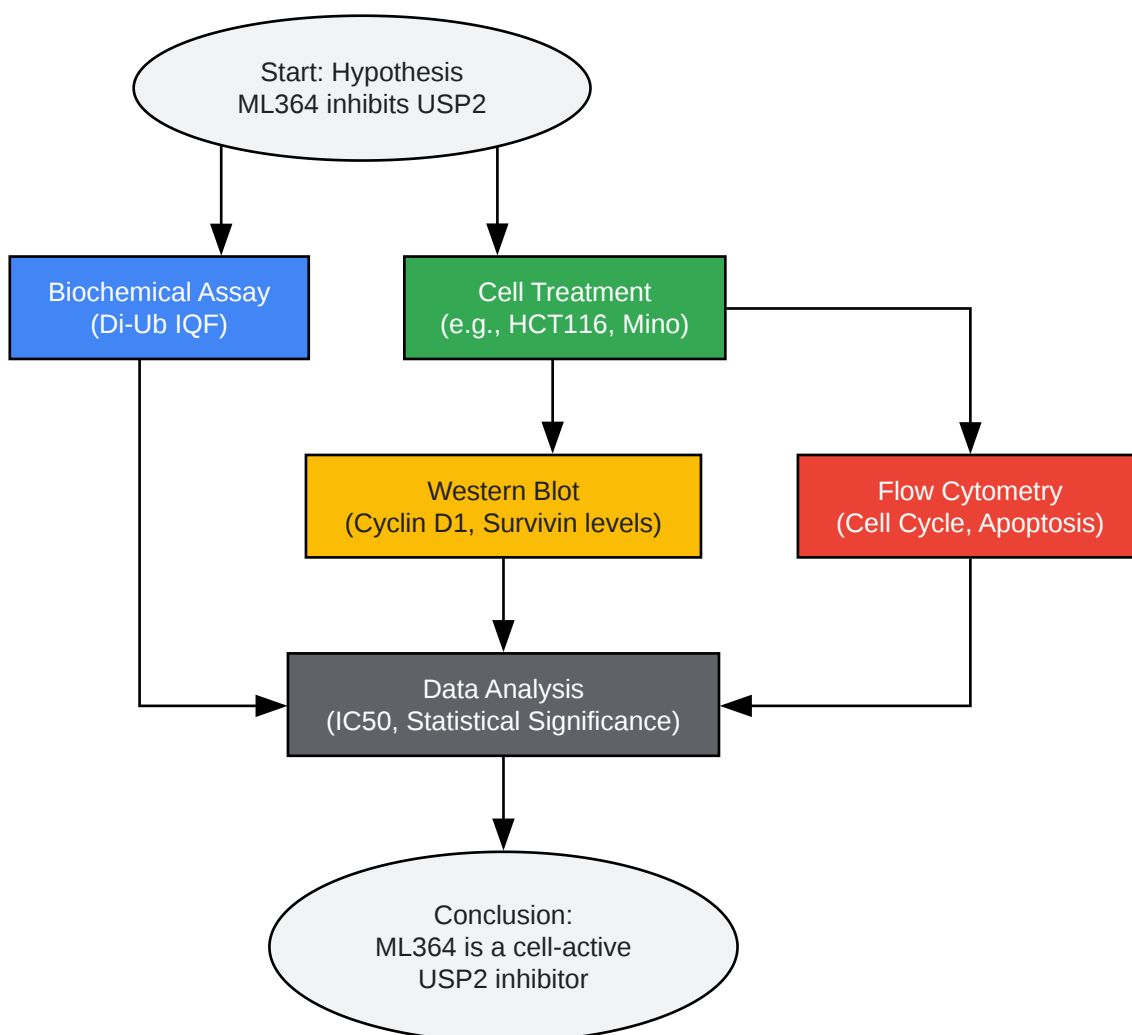 Start: Hypothesis
ML364 inhibits USP2
Biochemical Assay
(Di-Ub IQF)
Cell Treatment
(e.g., HCT116, Mino)
Western Blot
(Cyclin D1, Survivin levels)
Flow Cytometry
(Cell Cycle, Apoptosis)
Data Analysis
(IC50, Statistical Significance)
Conclusion:
ML364 is a cell-active
USP2 inhibitor